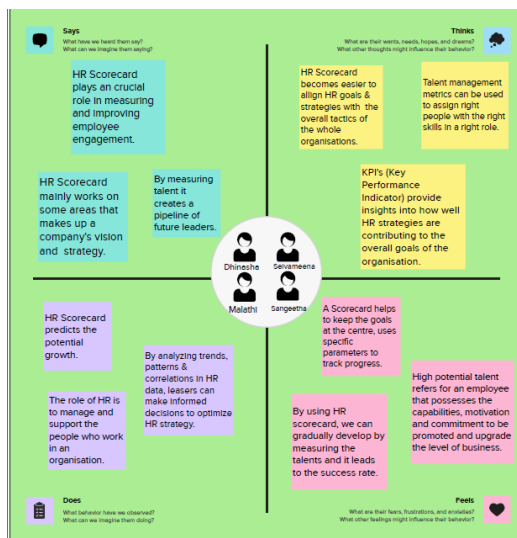 Says
What have we heard them say?
What can we imagine them saying?
HR Scorecard
plays an crucial
role in measuring
and improving
employee
engagement.
HR Scorecard
mainly works on
some areas that
makes up a
company's vision
and strategy.
By measuring
talent it
creates a
pipeline of
future leaders.
Thinks
What are their wants, needs, hopes, and dreams?
What other thoughts might influence their behavior?
HR Scorecard
becomes easier to
allign HR goals &
strategies with the
overall tactics of
the whole
organisations.
Talent management
metrics can be used
to assign right
people with the right
skills in a right role.
KPI's (Key
Performance
Indicator) provide
insights into how well
HR strategies are
contributing to the
overall goals of the
organisation.
Dhinesha
Selvameena
Malathi
Sangeetha
HR Scorecard
predicts the
potential
growth.
By analyzing trends,
patterns &
correlations in HR
data, leasers can
make informed
decisions to optimize
HR strategy.
The role of HR is
to manage and
support the
people who work
in an
organisation.
Does
What behavior have we observed?
What can we imagine them doing?
A Scorecard helps
to keep the goals
at the centre, uses
specific
parameters to
track progress.
High potential talent
refers for an employee
that possesses the
capabilities, motivation
and commitment to be
promoted and upgrade
the level of business.
By using HR
scorecard, we can
gradually develop by
measuring the
talents and it leads
to the success rate.
Feels
What are their fears, frustrations, and anxieties?
What other feelings might influence their behavior?